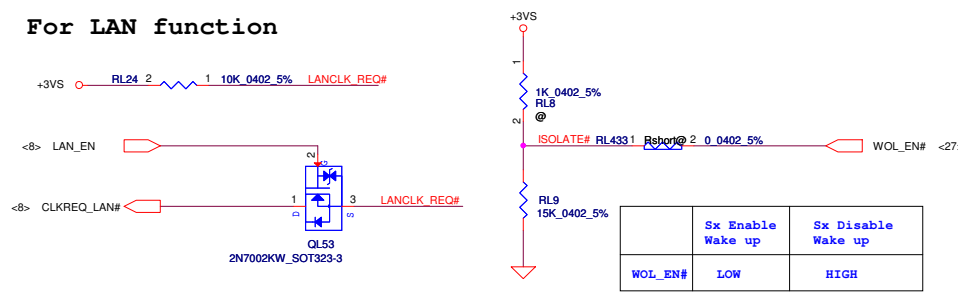 For LAN function
+3VS
RL24 2 1 10K_0402_5% LANCLK_REQ#
<8> LAN_EN
2
G
<8> CLKREQ_LAN#
1
3
LANCLK_REQ#
D
S
QL53
2N7002KW_SOT323-3
+3VS
1
1K_0402_5%
RL8
@
2
ISOLATE# RL433 1 Rshort@ 2 0_0402_5%
WOL_EN# <27
RL9
15K_0402_5%
Sx Enable
Wake up
Sx Disable
Wake up
WOL_EN# LOW HIGH